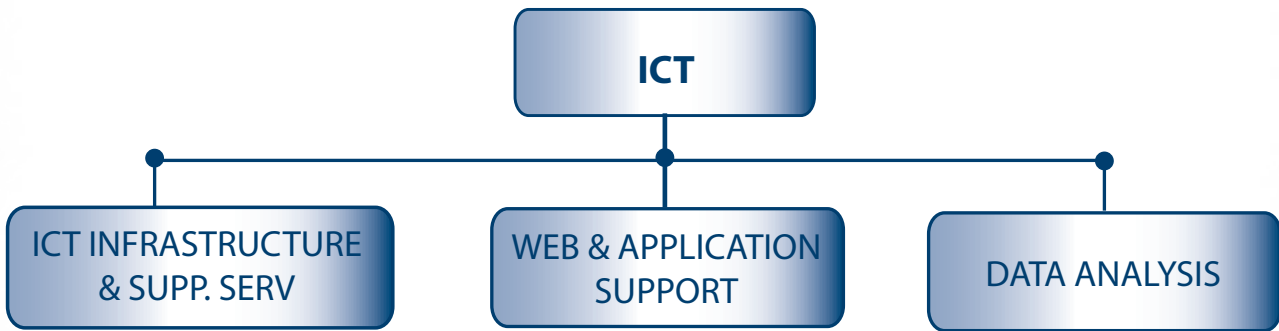 ICT
ICT INFRASTRUCTURE
& SUPP. SERV
WEB & APPLICATION
SUPPORT
DATA ANALYSIS